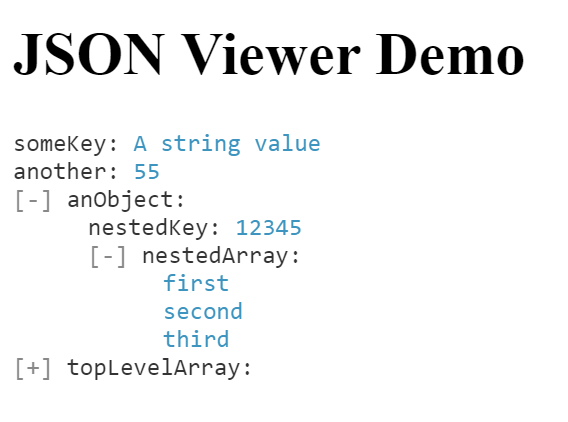 JSON Viewer Demo
someKey: A string value
another: 55
[-] anObject:
nestedKey: 12345
[-] nestedArray:
first
second
third
[+] topLevelArray: